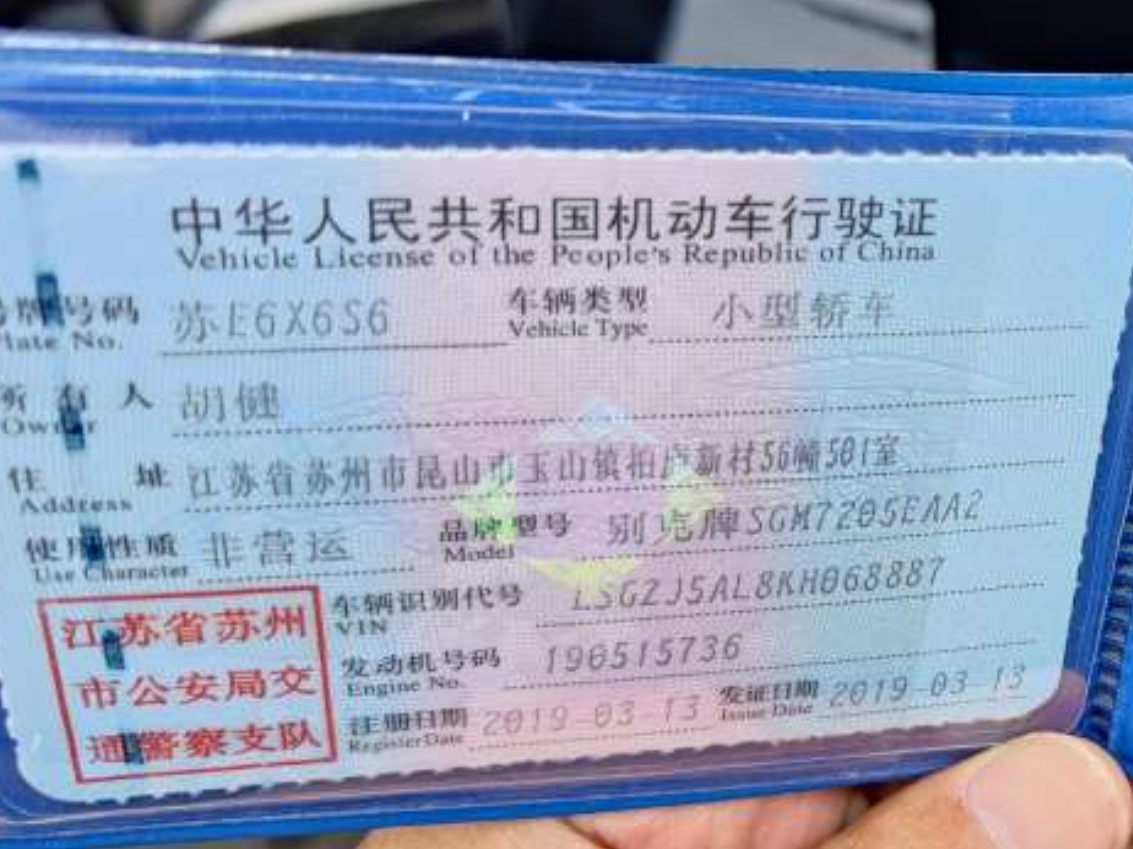 中华人民共和国机动车行驶证
Vehicle License of the People's Republic of China
号牌号码 苏E6X6S6 车辆类型 小型轿车
Plate No. Vehicle Type
所有人 胡健
Owner
住址 江苏省苏州市昆山市玉山镇柏庐新村56幢501室
Address
使用性质 非营运 品牌型号 别克牌SGM7205EAA2
Use Character Model
车辆识别代号 LSGZJ5AL8KH068887
VIN
发动机号码 190515736
Engine No.
注册日期 2019-03-13 发证日期 2019-03-13
Register Date Issue Date
江苏省苏州
市公安局交
通警察支队